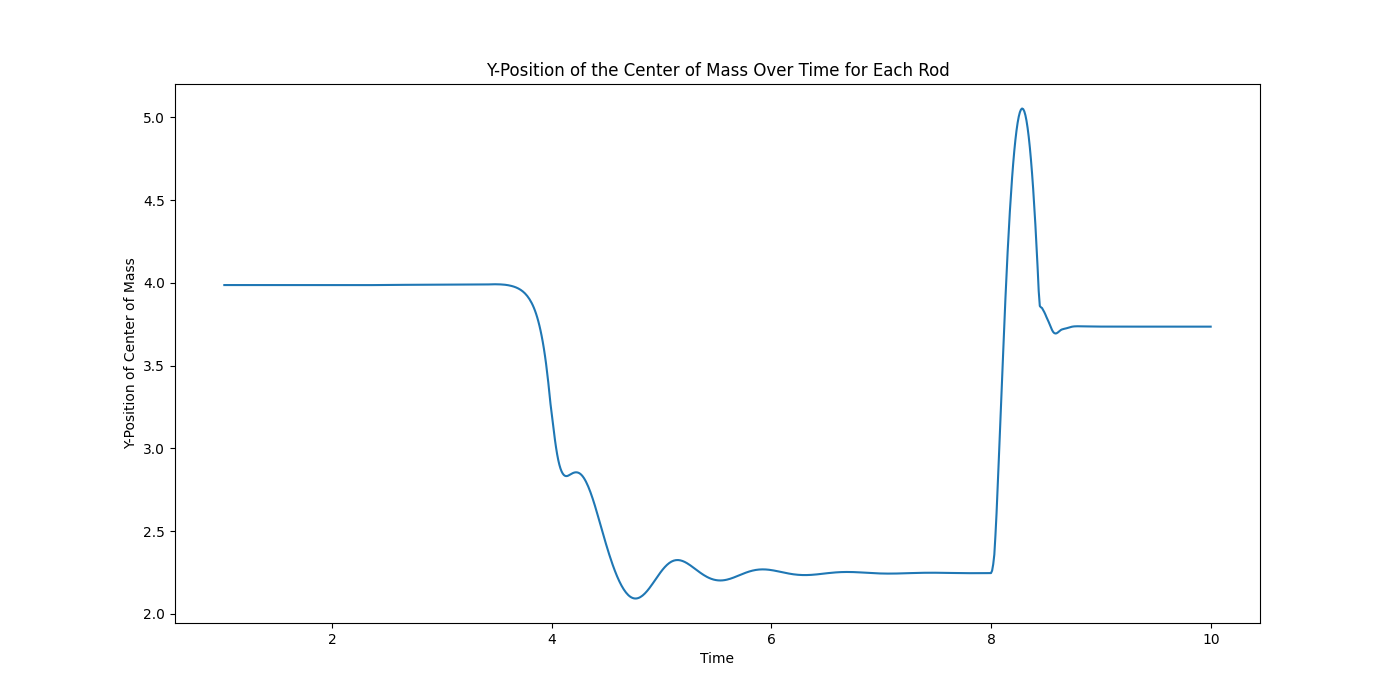 Y-Position of the Center of Mass Over Time for Each Rod
Y-Position of Center of Mass
5.0
4.5
4.0
3.5
3.0
2.5
2.0
2 4 6 8 10
Time